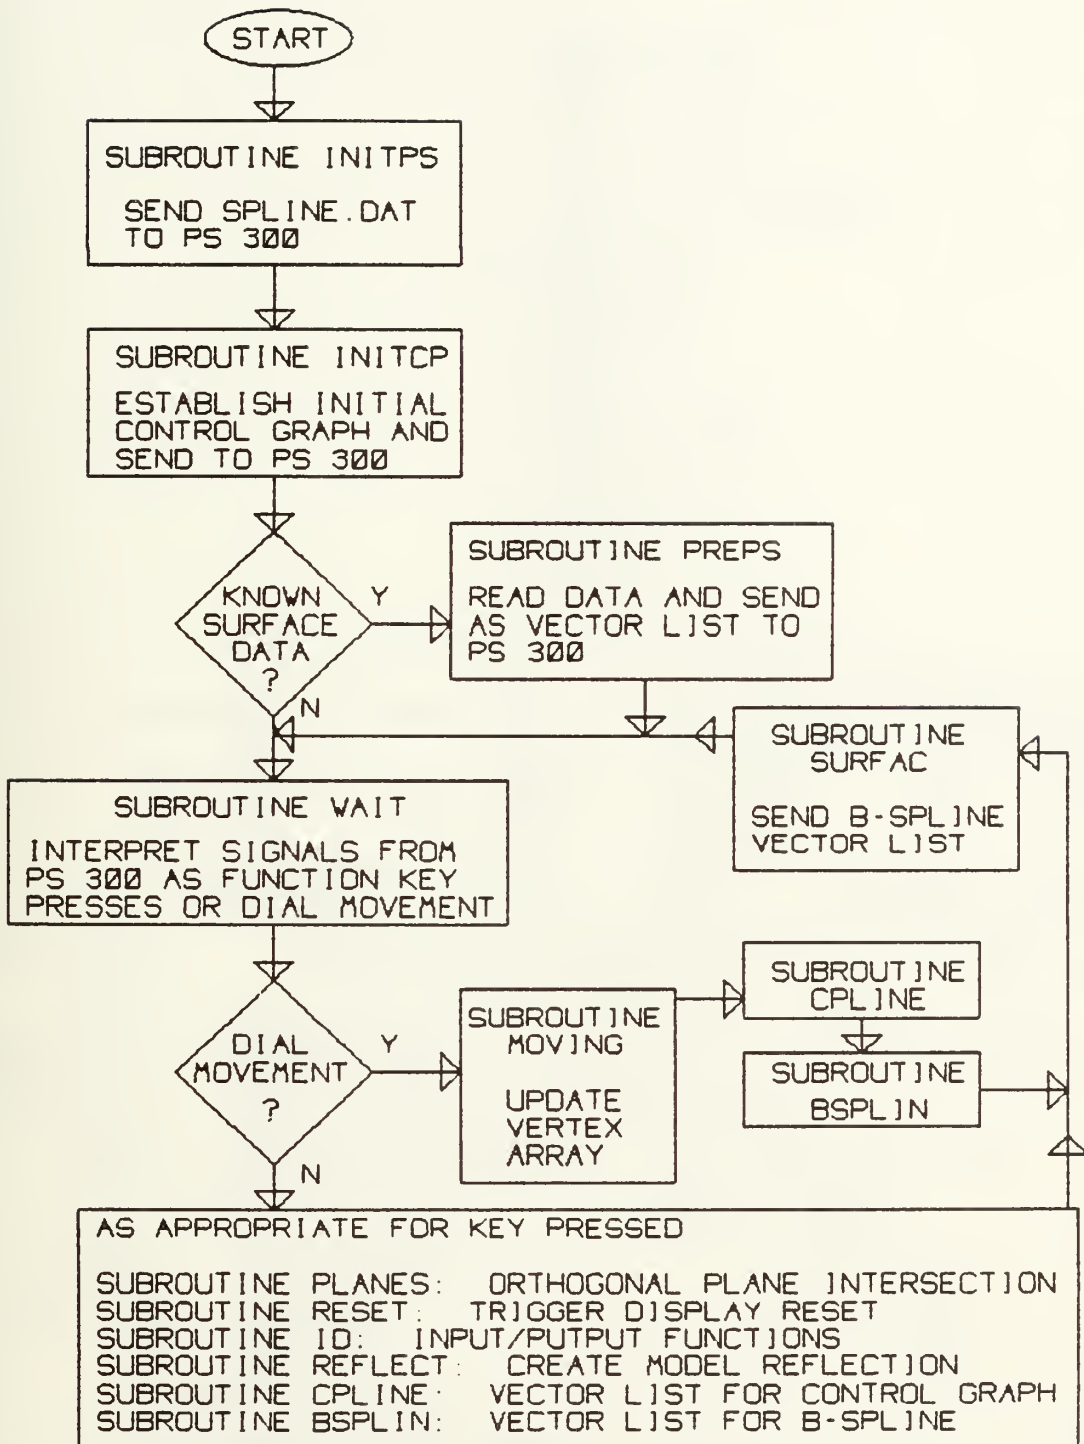 START
SUBROUTINE INITPS
SEND SPLINE.DAT
TO PS 300
SUBROUTINE INITCP
ESTABLISH INITIAL
CONTROL GRAPH AND
SEND TO PS 300
KNOWN
SURFACE
DATA
?
Y
N
SUBROUTINE PREPS
READ DATA AND SEND
AS VECTOR LIST TO
PS 300
SUBROUTINE
SURFAC
SEND B-SPLINE
VECTOR LIST
SUBROUTINE WAIT
INTERPRET SIGNALS FROM
PS 300 AS FUNCTION KEY
PRESSES OR DIAL MOVEMENT
DIAL
MOVEMENT
?
Y
N
SUBROUTINE
MOVING
UPDATE
VERTEX
ARRAY
SUBROUTINE
CPLINE
SUBROUTINE
BSPLIN
AS APPROPRIATE FOR KEY PRESSED
SUBROUTINE PLANES: ORTHOGONAL PLANE INTERSECTION
SUBROUTINE RESET: TRIGGER DISPLAY RESET
SUBROUTINE IO: INPUT/PUTPUT FUNCTIONS
SUBROUTINE REFLECT: CREATE MODEL REFLECTION
SUBROUTINE CPLINE: VECTOR LIST FOR CONTROL GRAPH
SUBROUTINE BSPLIN: VECTOR LIST FOR B-SPLINE